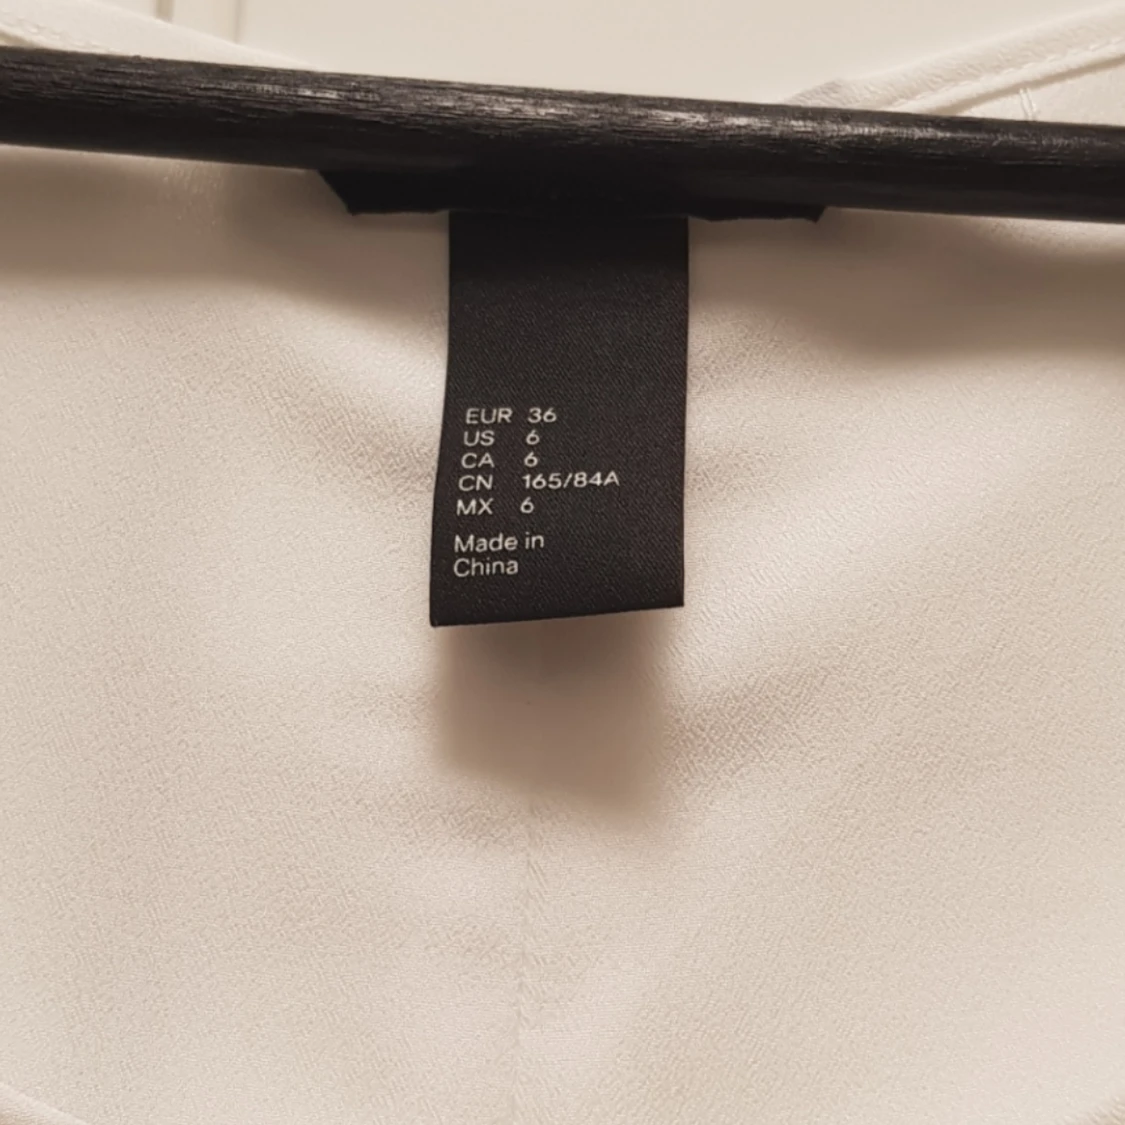 EUR 36
US 6
CA 6
CN 165/84A
MX 6
Made in
China